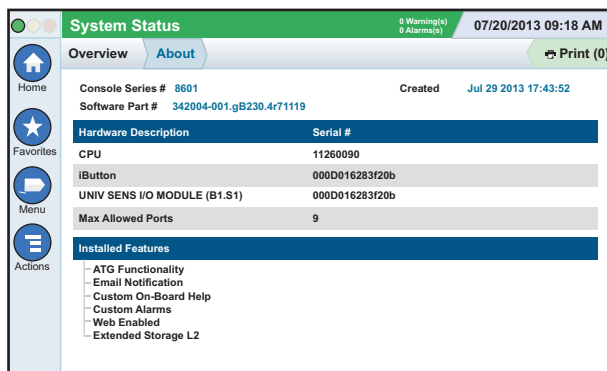 System Status
0 Warning(s)
0 Alarms(s)
07/20/2013 09:18 AM
Overview About Print (0)
Home
Favorites
Menu
Actions
Console Series # 8601 Created Jul 29 2013 17:43:52
Software Part # 342004-001.gB230.4r71119
Hardware Description Serial #
CPU 11260090
iButton 000D016283f20b
UNIV SENS I/O MODULE (B1.S1) 000D016283f20b
Max Allowed Ports 9
Installed Features
ATG Functionality
Email Notification
Custom On-Board Help
Custom Alarms
Web Enabled
Extended Storage L2